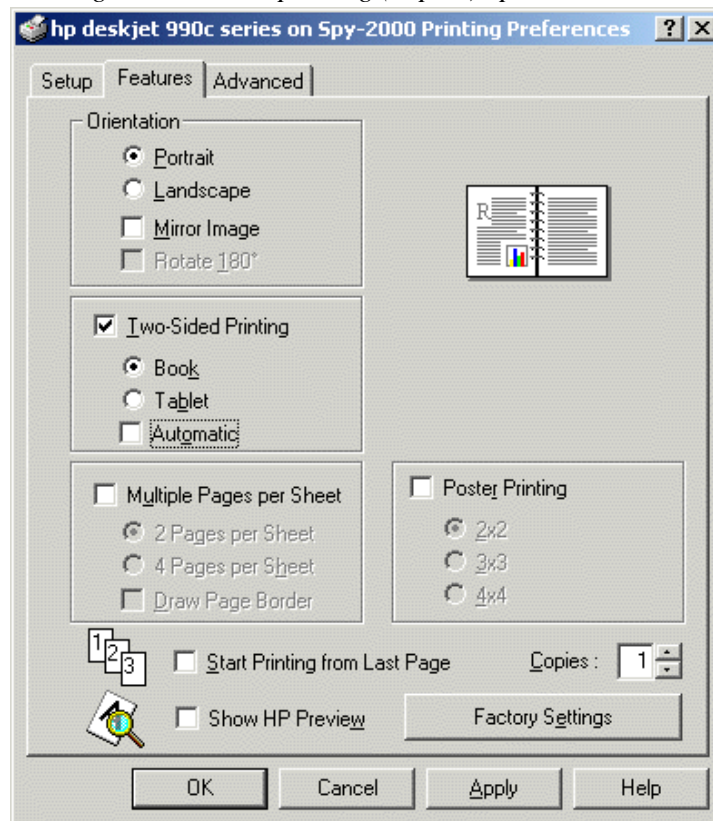 hp deskjet 990c series on Spy-2000 Printing Preferences
Setup Features Advanced
Orientation
Portrait
Landscape
Mirror Image
Rotate 180°
R
Two-Sided Printing
Book
Tablet
Automatic
Multiple Pages per Sheet
2 Pages per Sheet
4 Pages per Sheet
Draw Page Border
Poster Printing
2x2
3x3
4x4
1 2 3
Start Printing from Last Page
Copies : 1
Show HP Preview
Factory Settings
OK Cancel Apply Help